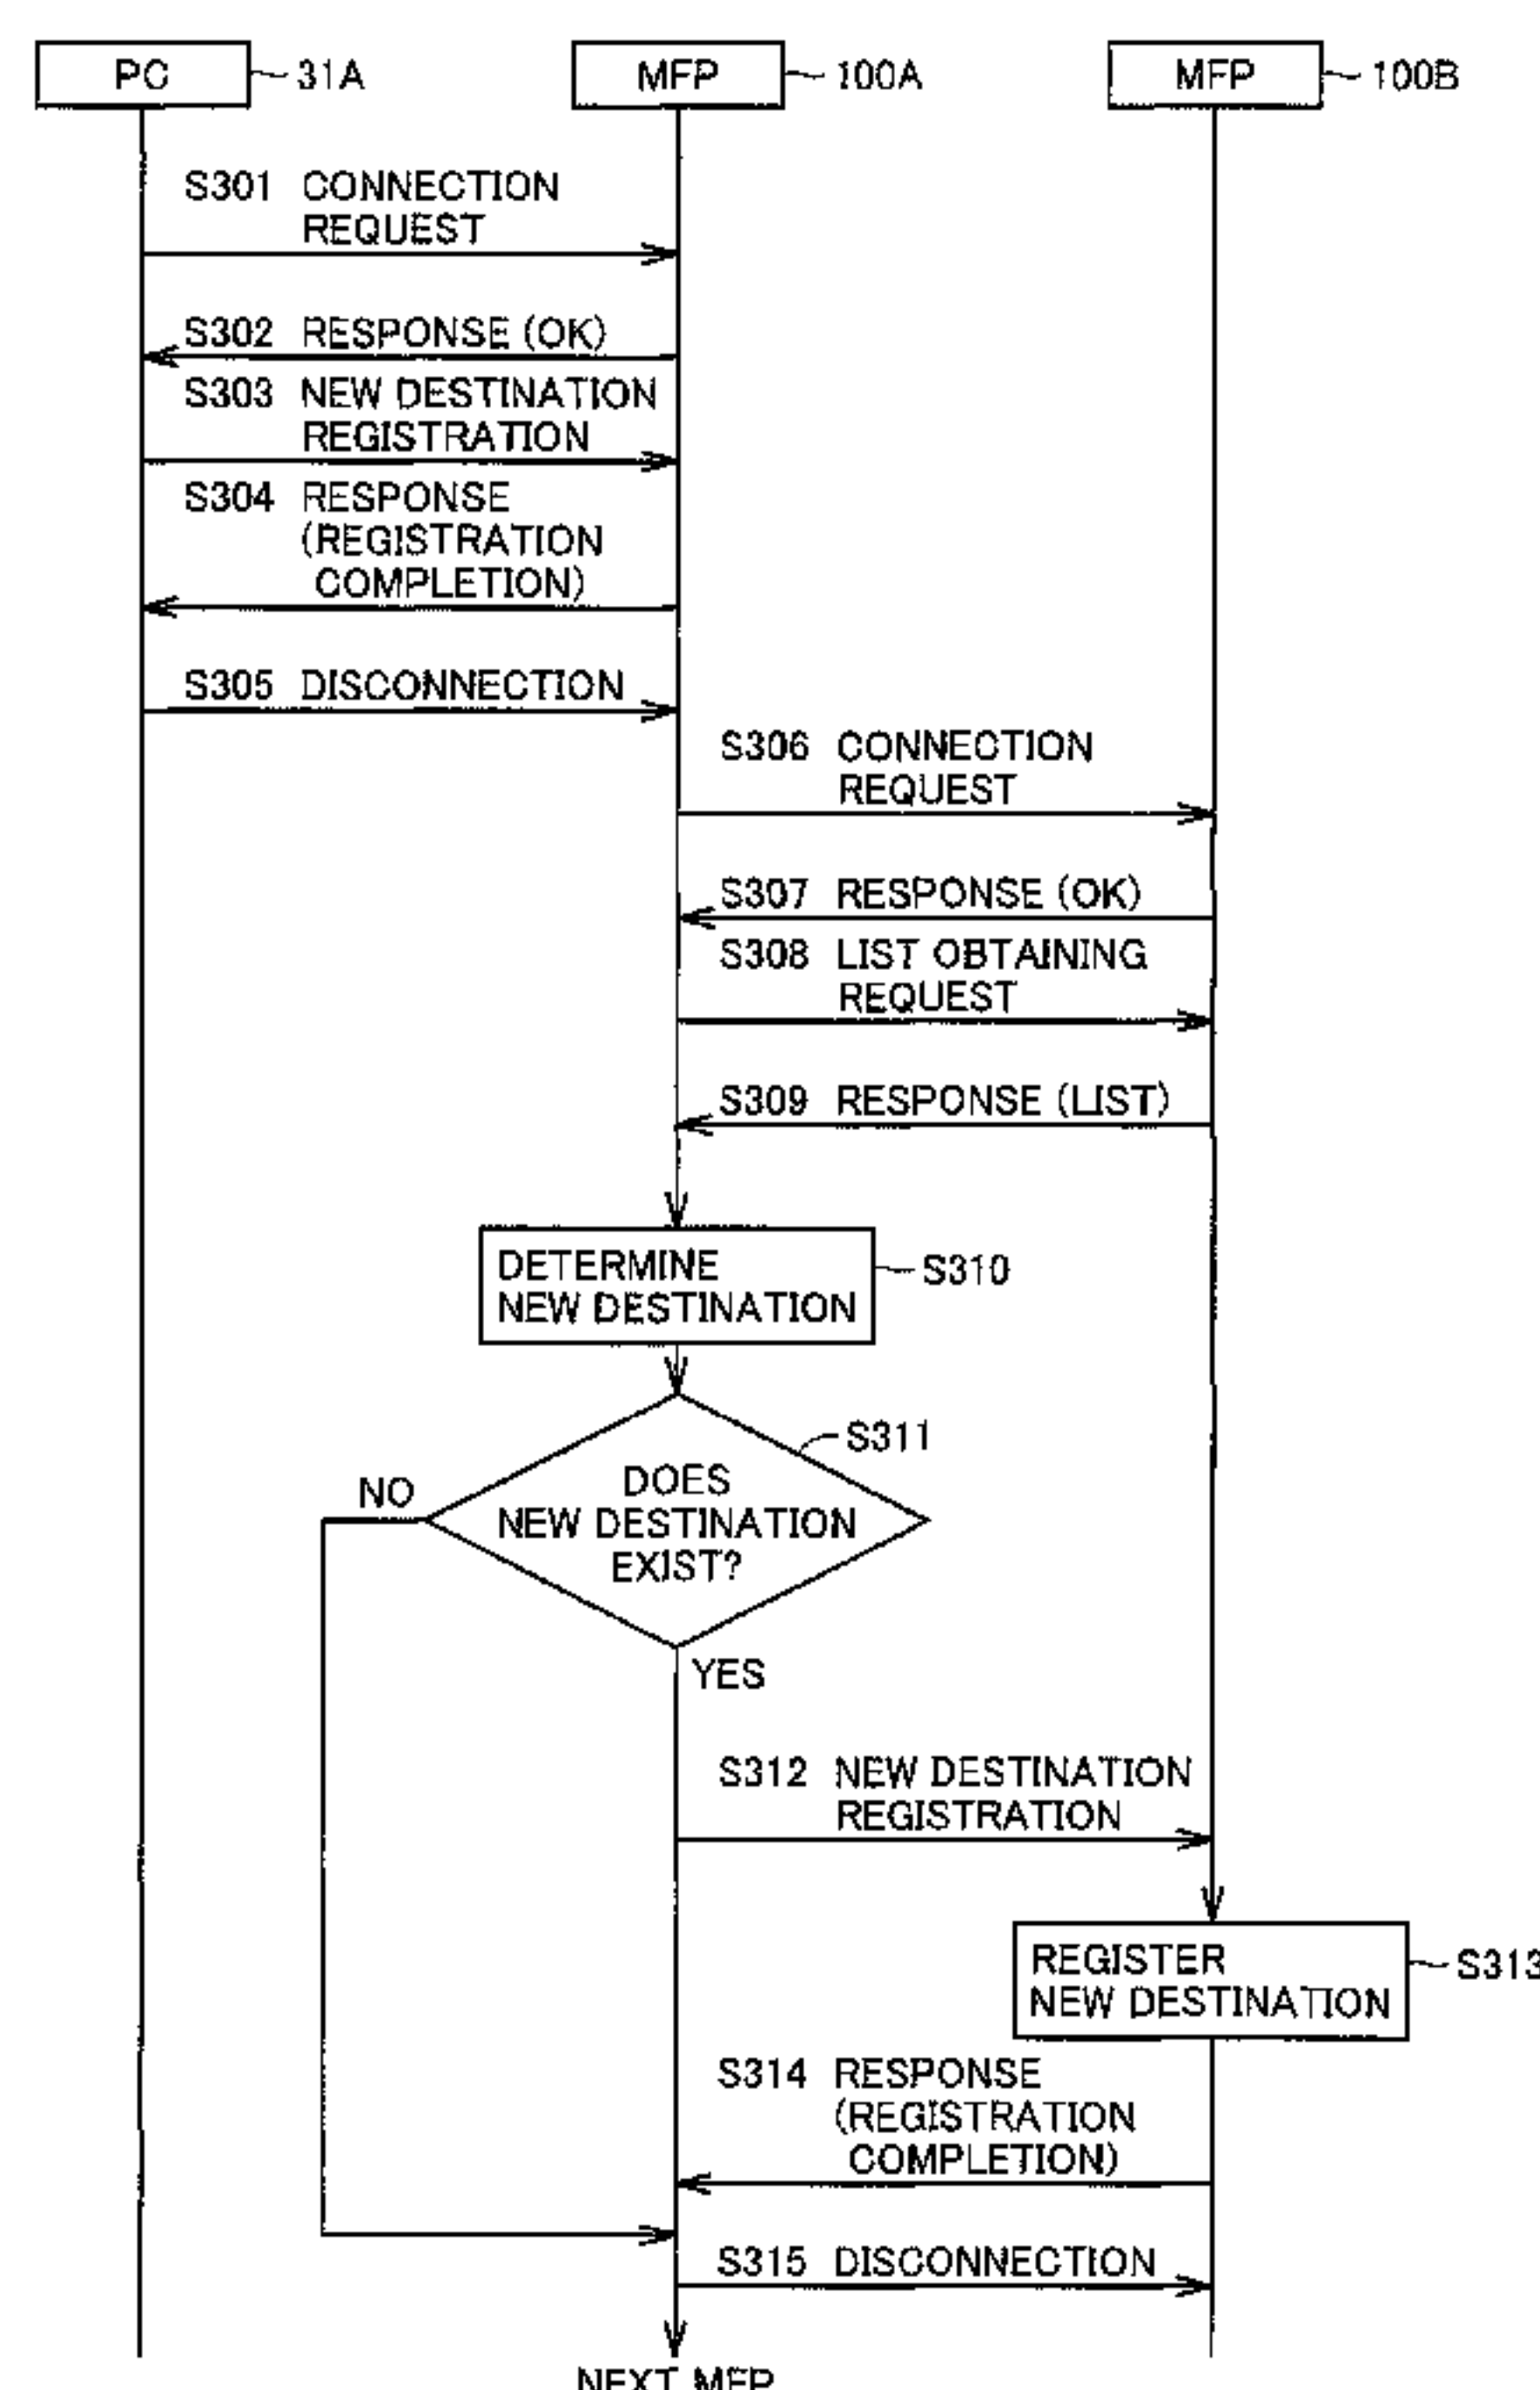 PC 31A MFP 100A MFP 100B
S301 CONNECTION
REQUEST
S302 RESPONSE (OK)
S303 NEW DESTINATION
REGISTRATION
S304 RESPONSE
(REGISTRATION
COMPLETION)
S305 DISCONNECTION
S306 CONNECTION
REQUEST
S307 RESPONSE (OK)
S308 LIST OBTAINING
REQUEST
S309 RESPONSE (LIST)
DETERMINE
NEW DESTINATION
S310
S311
DOES
NEW DESTINATION
EXIST?
NO
YES
S312 NEW DESTINATION
REGISTRATION
REGISTER
NEW DESTINATION
S313
S314 RESPONSE
(REGISTRATION
COMPLETION)
S315 DISCONNECTION
NEXT MFP